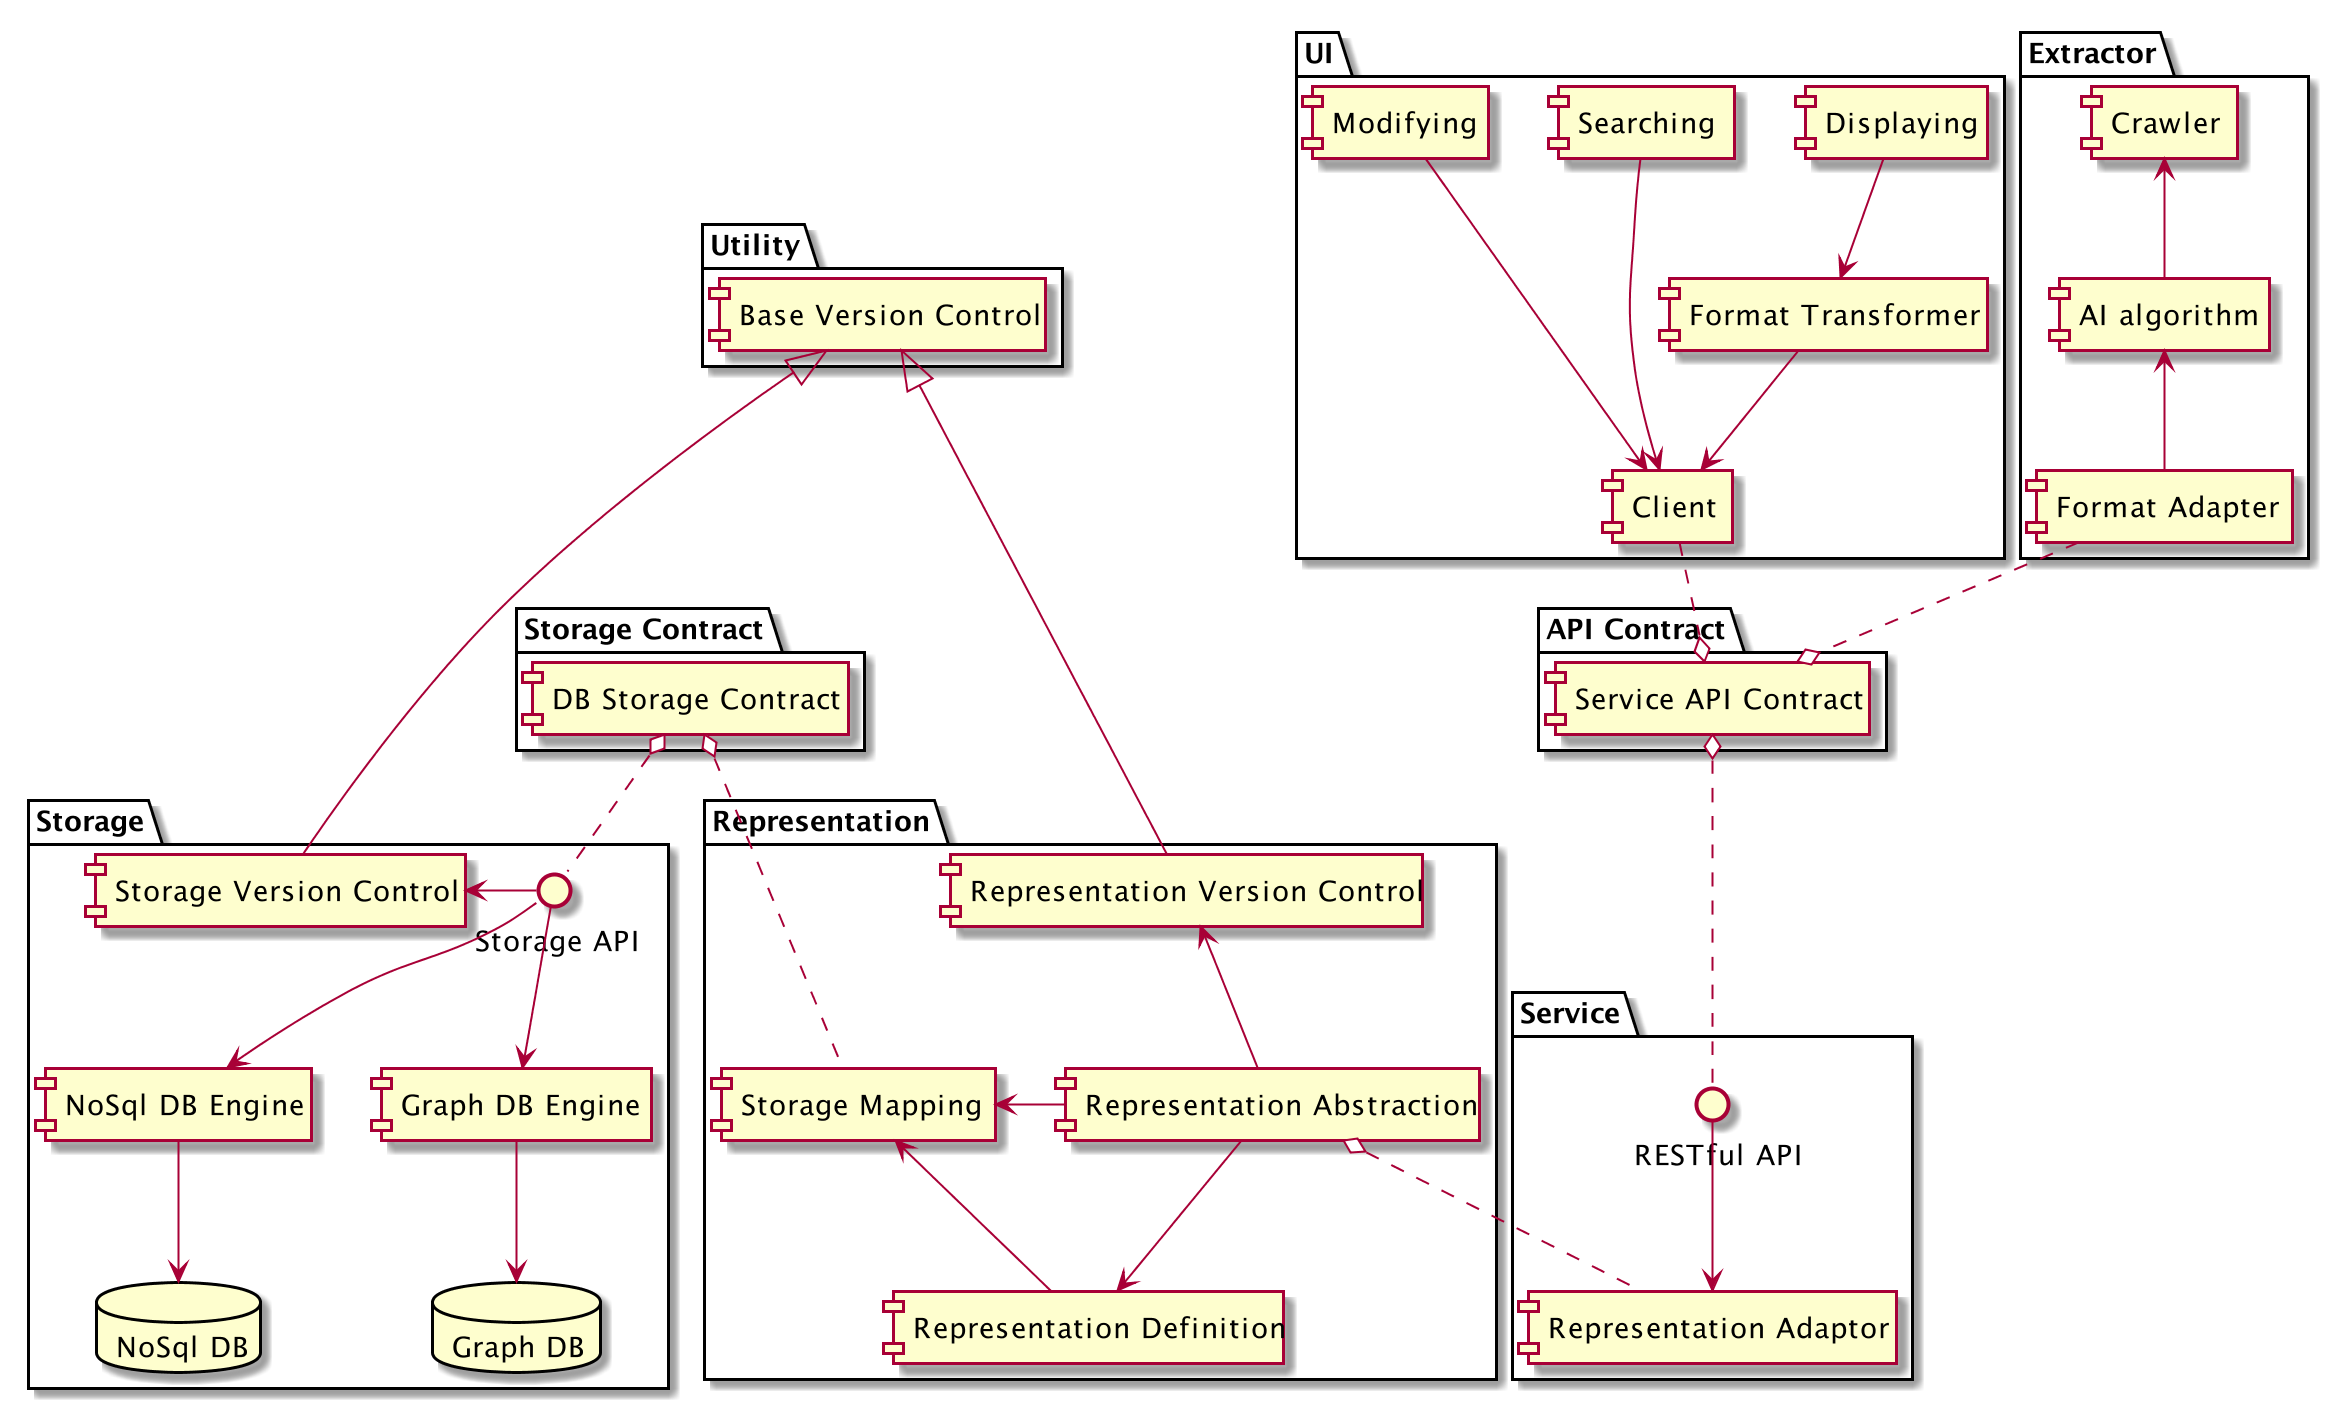 UI
Extractor
Modifying
Searching
Displaying
Crawler
Utility
Base Version Control
Format Transformer
AI algorithm
Client
Format Adapter
Storage Contract
API Contract
DB Storage Contract
Service API Contract
Storage
Representation
Storage Version Control
Storage API
Representation Version Control
Service
NoSql DB Engine
Graph DB Engine
Storage Mapping
Representation Abstraction
RESTful API
NoSql DB
Graph DB
Representation Definition
Representation Adaptor